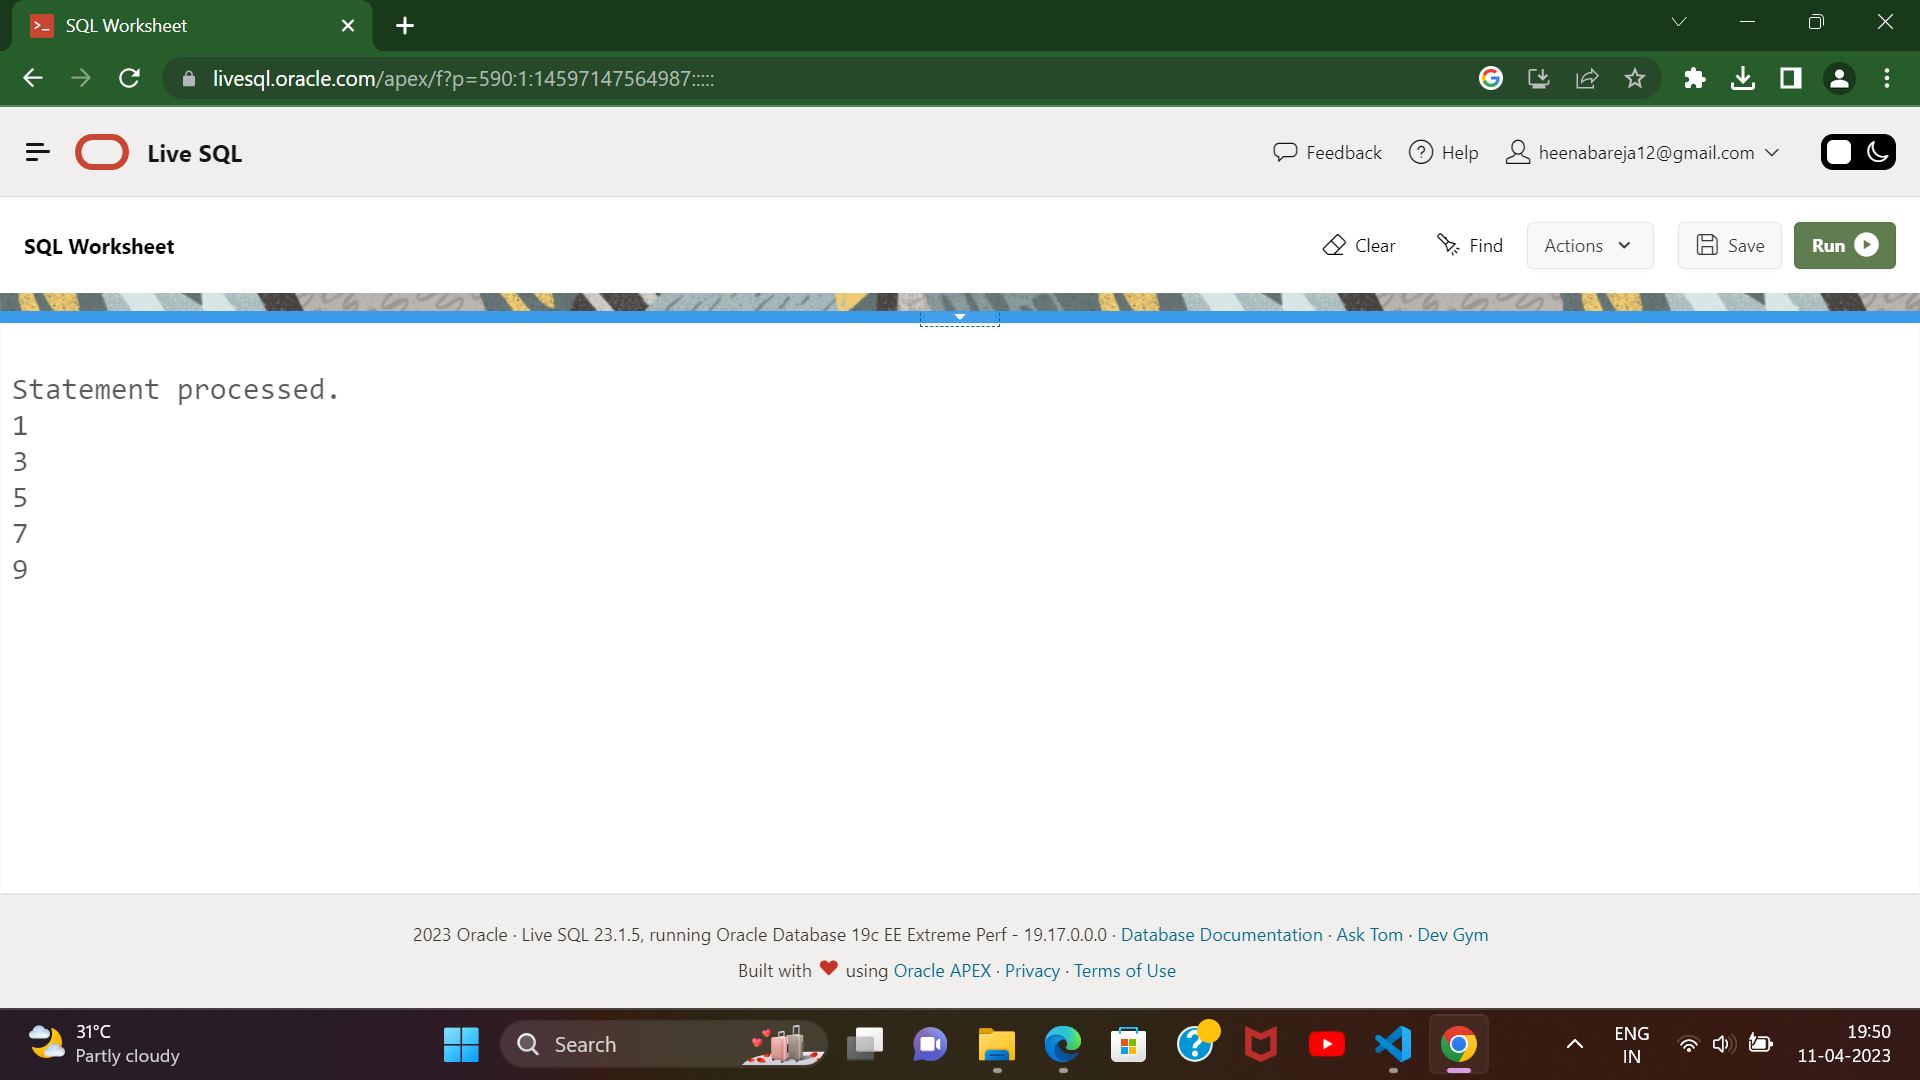 SQL Worksheet
livesql.oracle.com/apex/f?p=590:1:14597147564987:::::
Live SQL
Feedback
Help
heenabareja12@gmail.com
SQL Worksheet
Clear
Find
Actions
Save
Run
Statement processed.
1
3
5
7
9
2023 Oracle · Live SQL 23.1.5, running Oracle Database 19c EE Extreme Perf - 19.17.0.0.0 · Database Documentation · Ask Tom · Dev Gym
Built with ❤ using Oracle APEX · Privacy · Terms of Use
31°C
Partly cloudy
Search
ENG
IN
19:50
11-04-2023